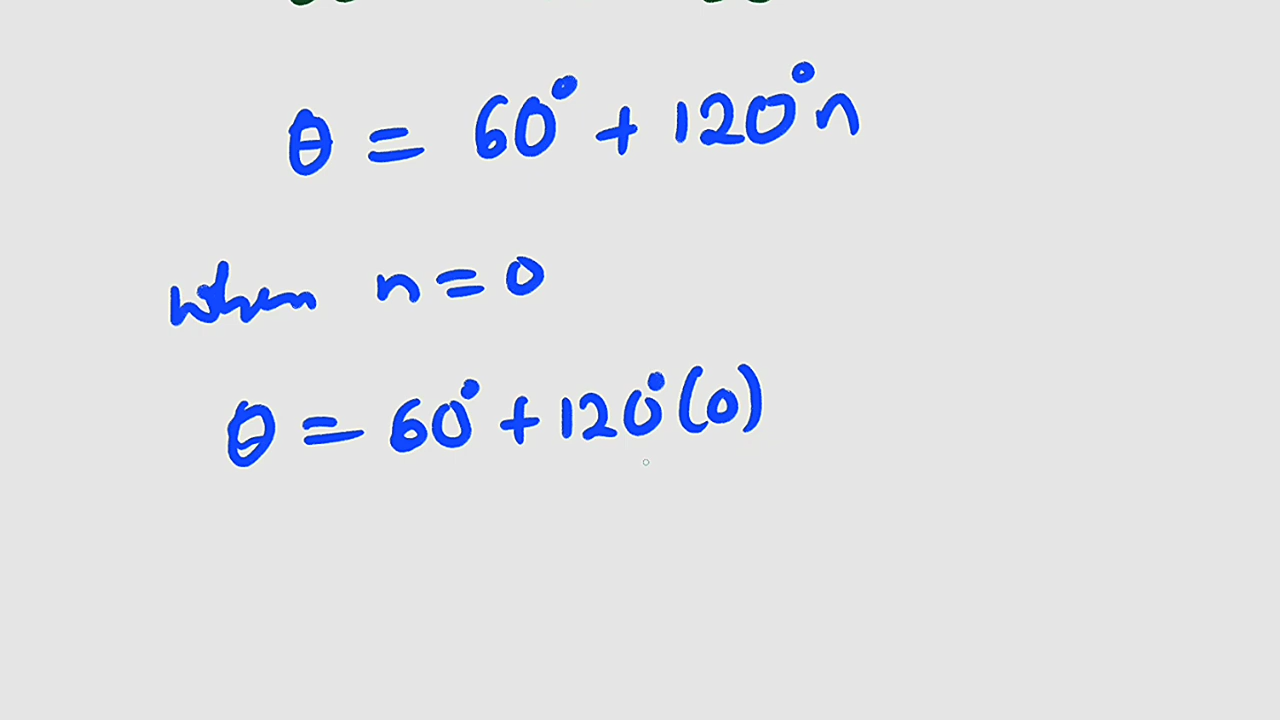 θ = 60° + 120°n
when n = 0
θ = 60° + 120°(0)